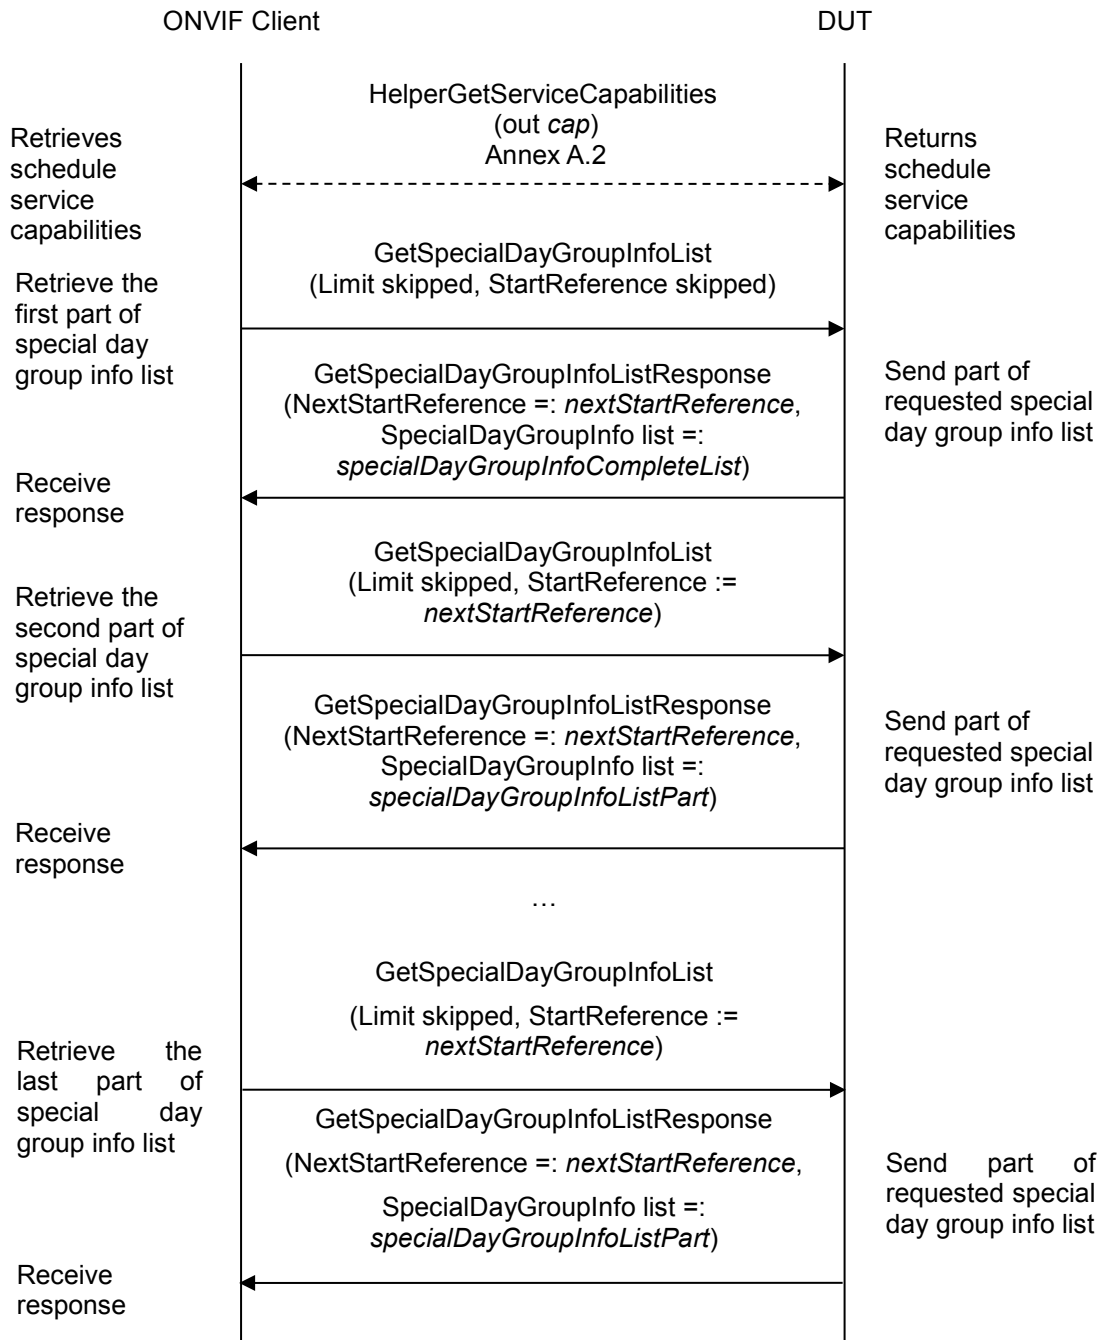 ONVIF Client
DUT
HelperGetServiceCapabilities
(out cap)
Annex A.2
Retrieves
schedule
service
capabilities
Returns
schedule
service
capabilities
GetSpecialDayGroupInfoList
(Limit skipped, StartReference skipped)
Retrieve the
first part of
special day
group info list
GetSpecialDayGroupInfoListResponse
(NextStartReference =: nextStartReference,
SpecialDayGroupInfo list =:
specialDayGroupInfoCompleteList)
Send part of
requested special
day group info list
Receive
response
GetSpecialDayGroupInfoList
(Limit skipped, StartReference :=
nextStartReference)
Retrieve the
second part of
special day
group info list
GetSpecialDayGroupInfoListResponse
(NextStartReference =: nextStartReference,
SpecialDayGroupInfo list =:
specialDayGroupInfoListPart)
Send part of
requested special
day group info list
Receive
response
…
GetSpecialDayGroupInfoList
(Limit skipped, StartReference :=
nextStartReference)
Retrieve the
last part of
special day
group info list
GetSpecialDayGroupInfoListResponse
(NextStartReference =: nextStartReference,
SpecialDayGroupInfo list =:
specialDayGroupInfoListPart)
Send part of
requested special
day group info list
Receive
response